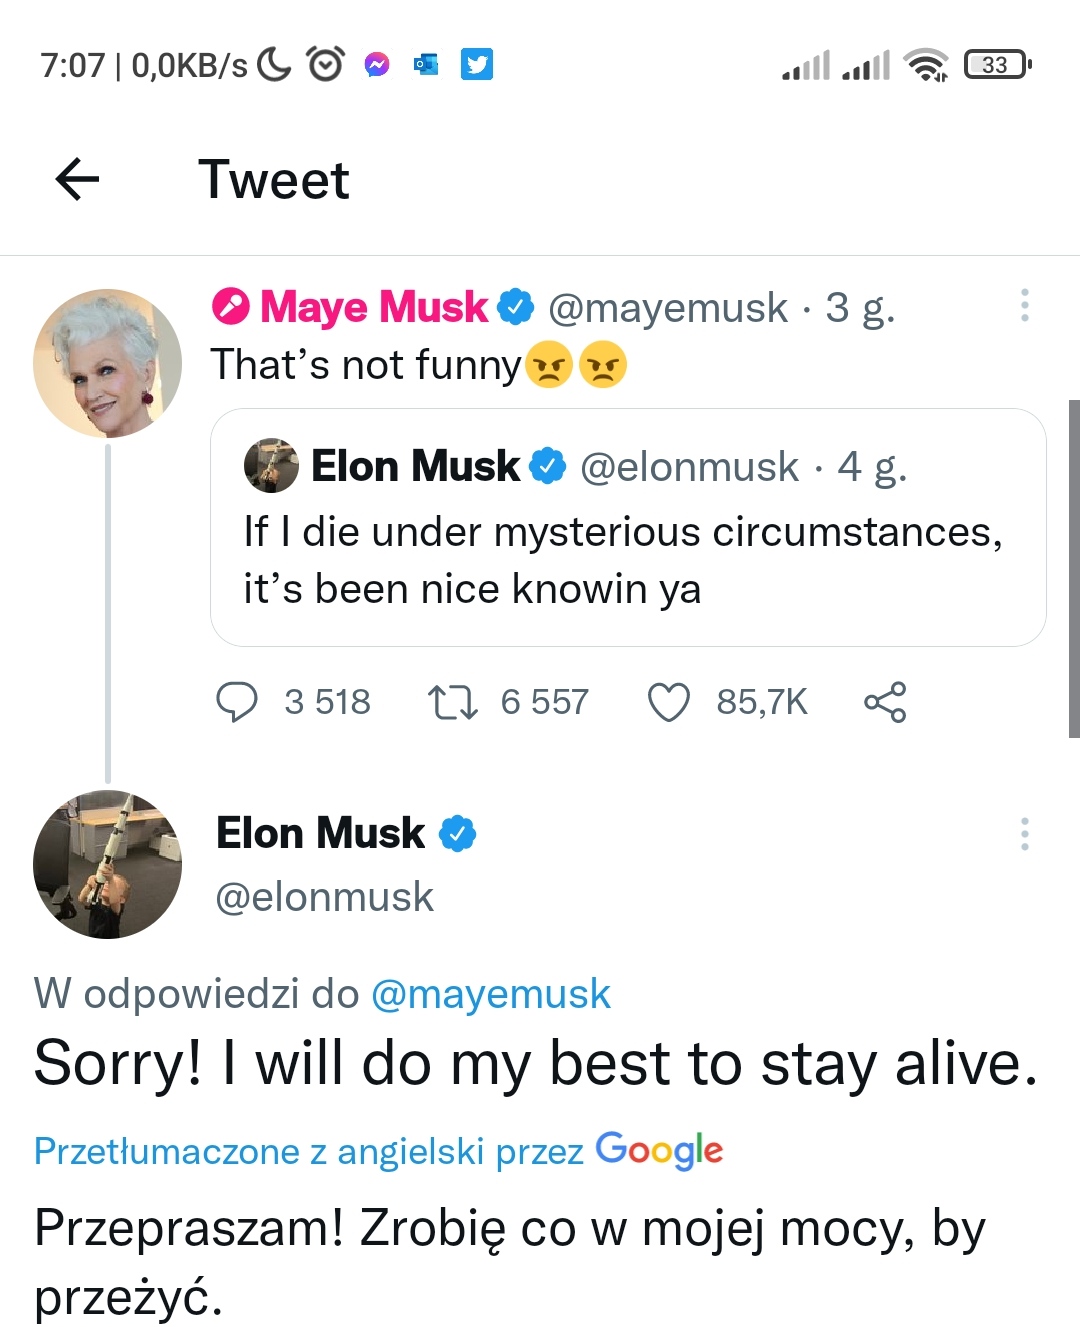 7:07 | 0,0KB/s
33
Tweet
Maye Musk @mayemusk · 3 g.
That’s not funny😠😠
Elon Musk @elonmusk · 4 g.
If I die under mysterious circumstances,
it’s been nice knowin ya
3 518 6 557 85,7K
Elon Musk
@elonmusk
W odpowiedzi do @mayemusk
Sorry! I will do my best to stay alive.
Przetłumaczone z angielski przez Google
Przepraszam! Zrobię co w mojej mocy, by
przeżyć.